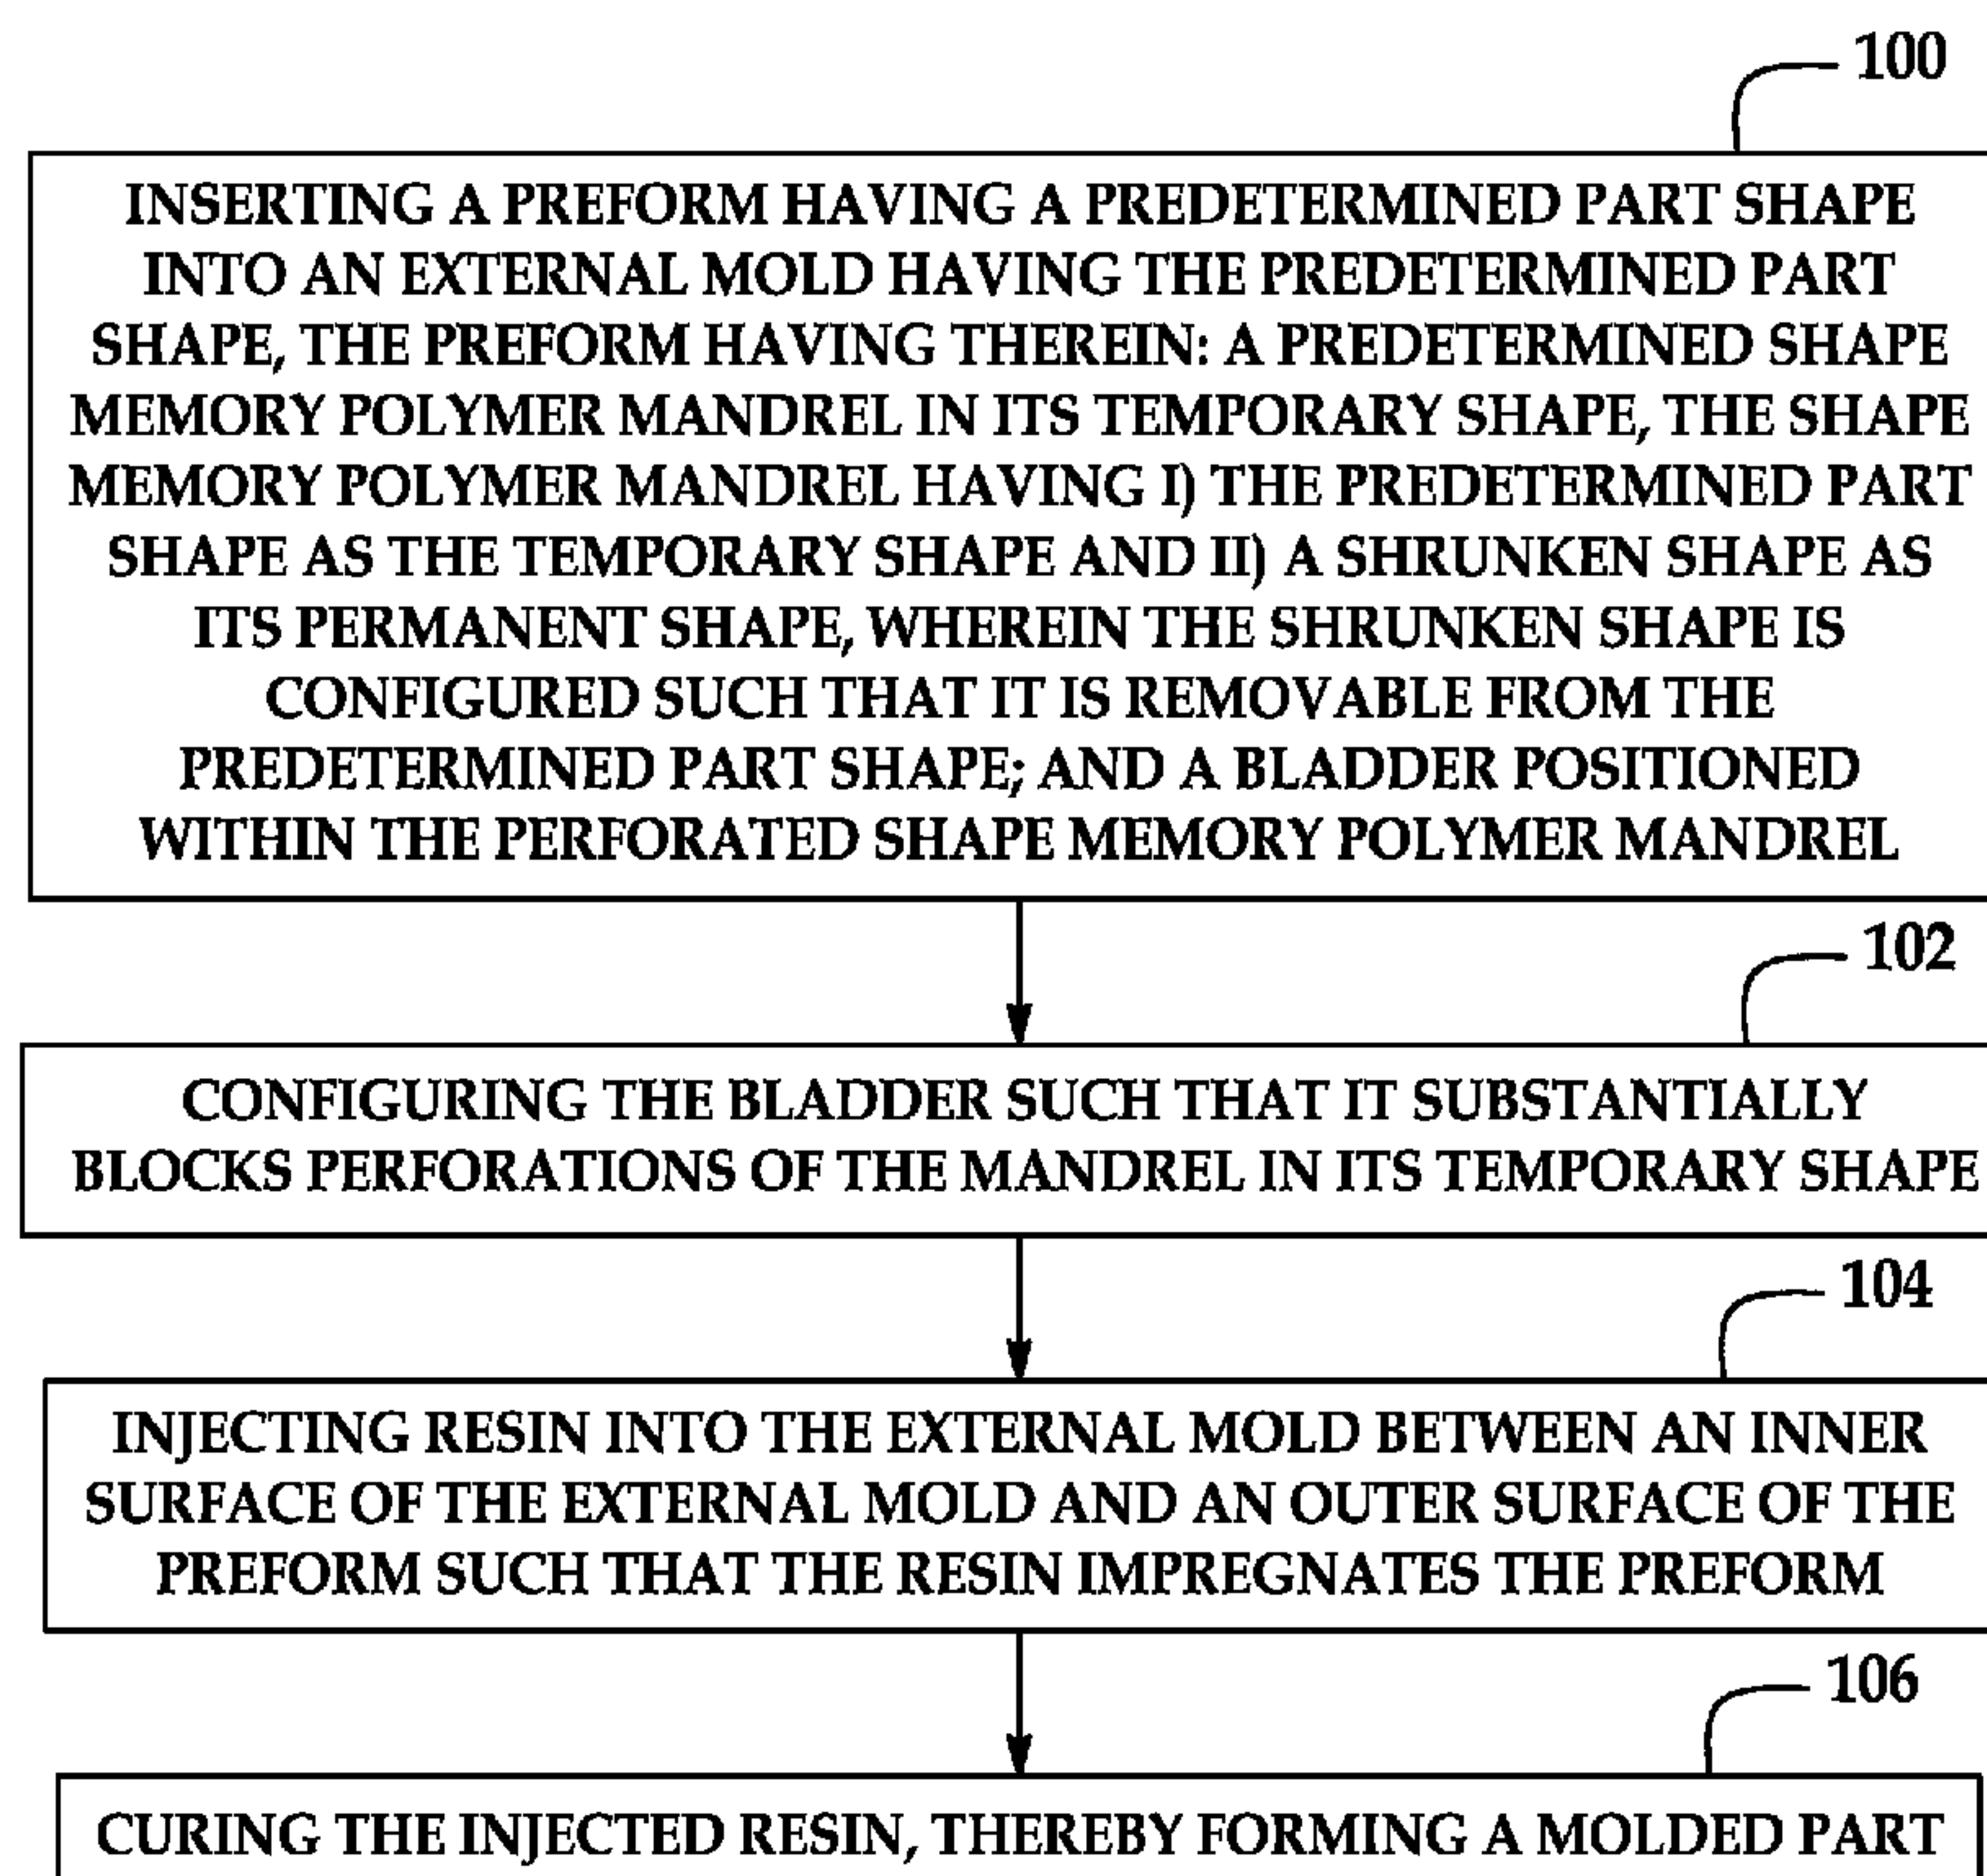 100
INSERTING A PREFORM HAVING A PREDETERMINED PART SHAPE
INTO AN EXTERNAL MOLD HAVING THE PREDETERMINED PART
SHAPE, THE PREFORM HAVING THEREIN: A PREDETERMINED SHAPE
MEMORY POLYMER MANDREL IN ITS TEMPORARY SHAPE, THE SHAPE
MEMORY POLYMER MANDREL HAVING I) THE PREDETERMINED PART
SHAPE AS THE TEMPORARY SHAPE AND II) A SHRUNKEN SHAPE AS
ITS PERMANENT SHAPE, WHEREIN THE SHRUNKEN SHAPE IS
CONFIGURED SUCH THAT IT IS REMOVABLE FROM THE
PREDETERMINED PART SHAPE; AND A BLADDER POSITIONED
WITHIN THE PERFORATED SHAPE MEMORY POLYMER MANDREL
102
CONFIGURING THE BLADDER SUCH THAT IT SUBSTANTIALLY
BLOCKS PERFORATIONS OF THE MANDREL IN ITS TEMPORARY SHAPE
104
INJECTING RESIN INTO THE EXTERNAL MOLD BETWEEN AN INNER
SURFACE OF THE EXTERNAL MOLD AND AN OUTER SURFACE OF THE
PREFORM SUCH THAT THE RESIN IMPREGNATES THE PREFORM
106
CURING THE INJECTED RESIN, THEREBY FORMING A MOLDED PART